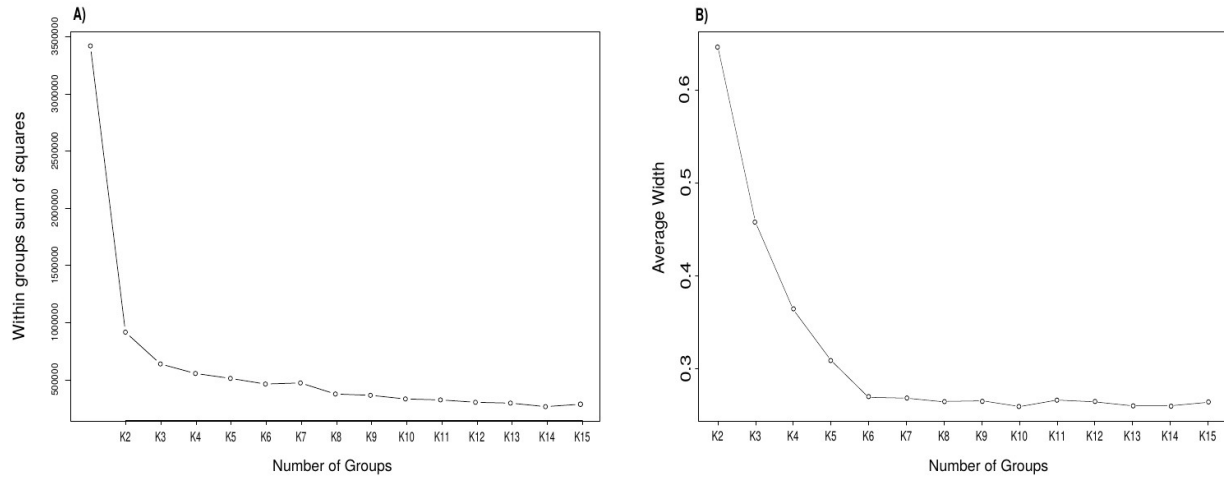 A)
Within groups sum of squares
3500000
3000000
2500000
2000000
1500000
1000000
500000
K2 K3 K4 K5 K6 K7 K8 K9 K10 K11 K12 K13 K14 K15
Number of Groups
B)
Average Width
0.6
0.5
0.4
0.3
K2 K3 K4 K5 K6 K7 K8 K9 K10 K11 K12 K13 K14 K15
Number of Groups